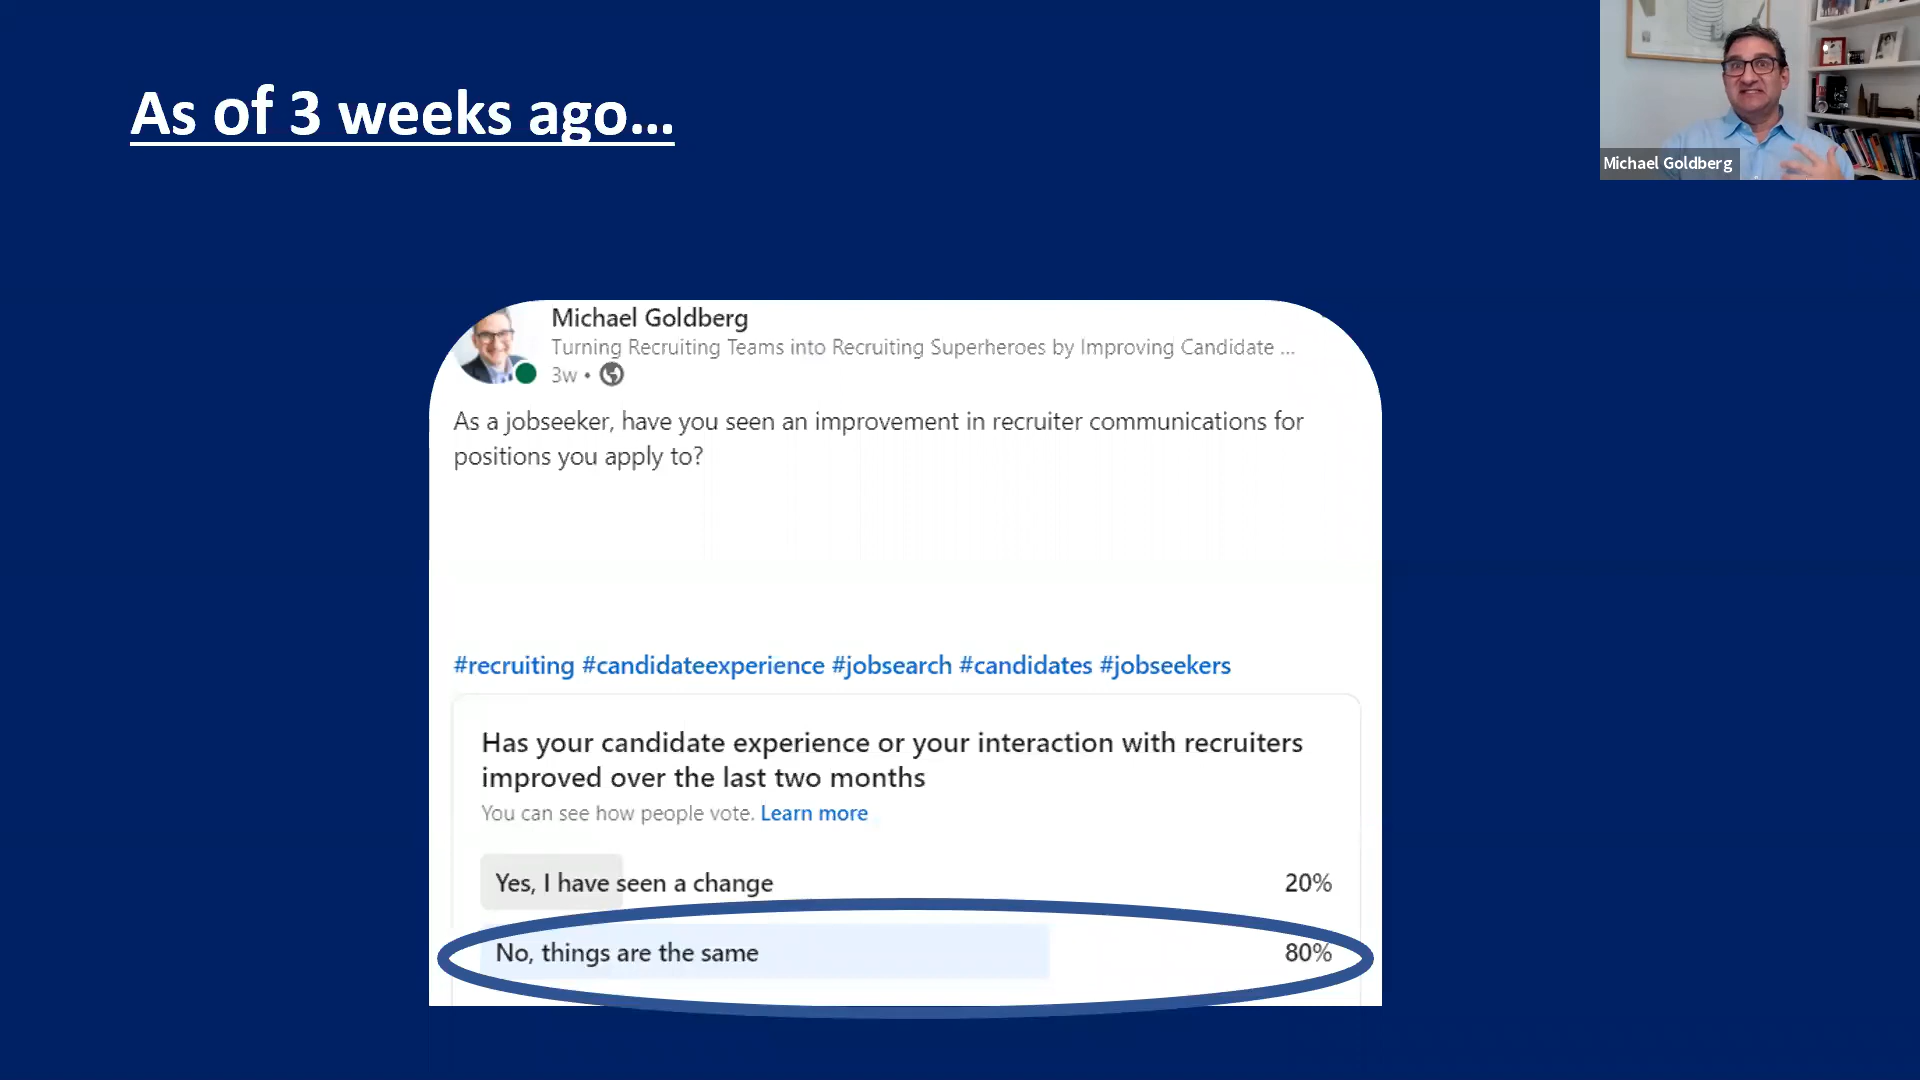 As of 3 weeks ago...
Michael Goldberg
Michael Goldberg
Turning Recruiting Teams into Recruiting Superheroes by Improving Candidate ...
3w •
As a jobseeker, have you seen an improvement in recruiter communications for
positions you apply to?
#recruiting #candidateexperience #jobsearch #candidates #jobseekers
Has your candidate experience or your interaction with recruiters
improved over the last two months
You can see how people vote. Learn more
Yes, I have seen a change 20%
No, things are the same 80%